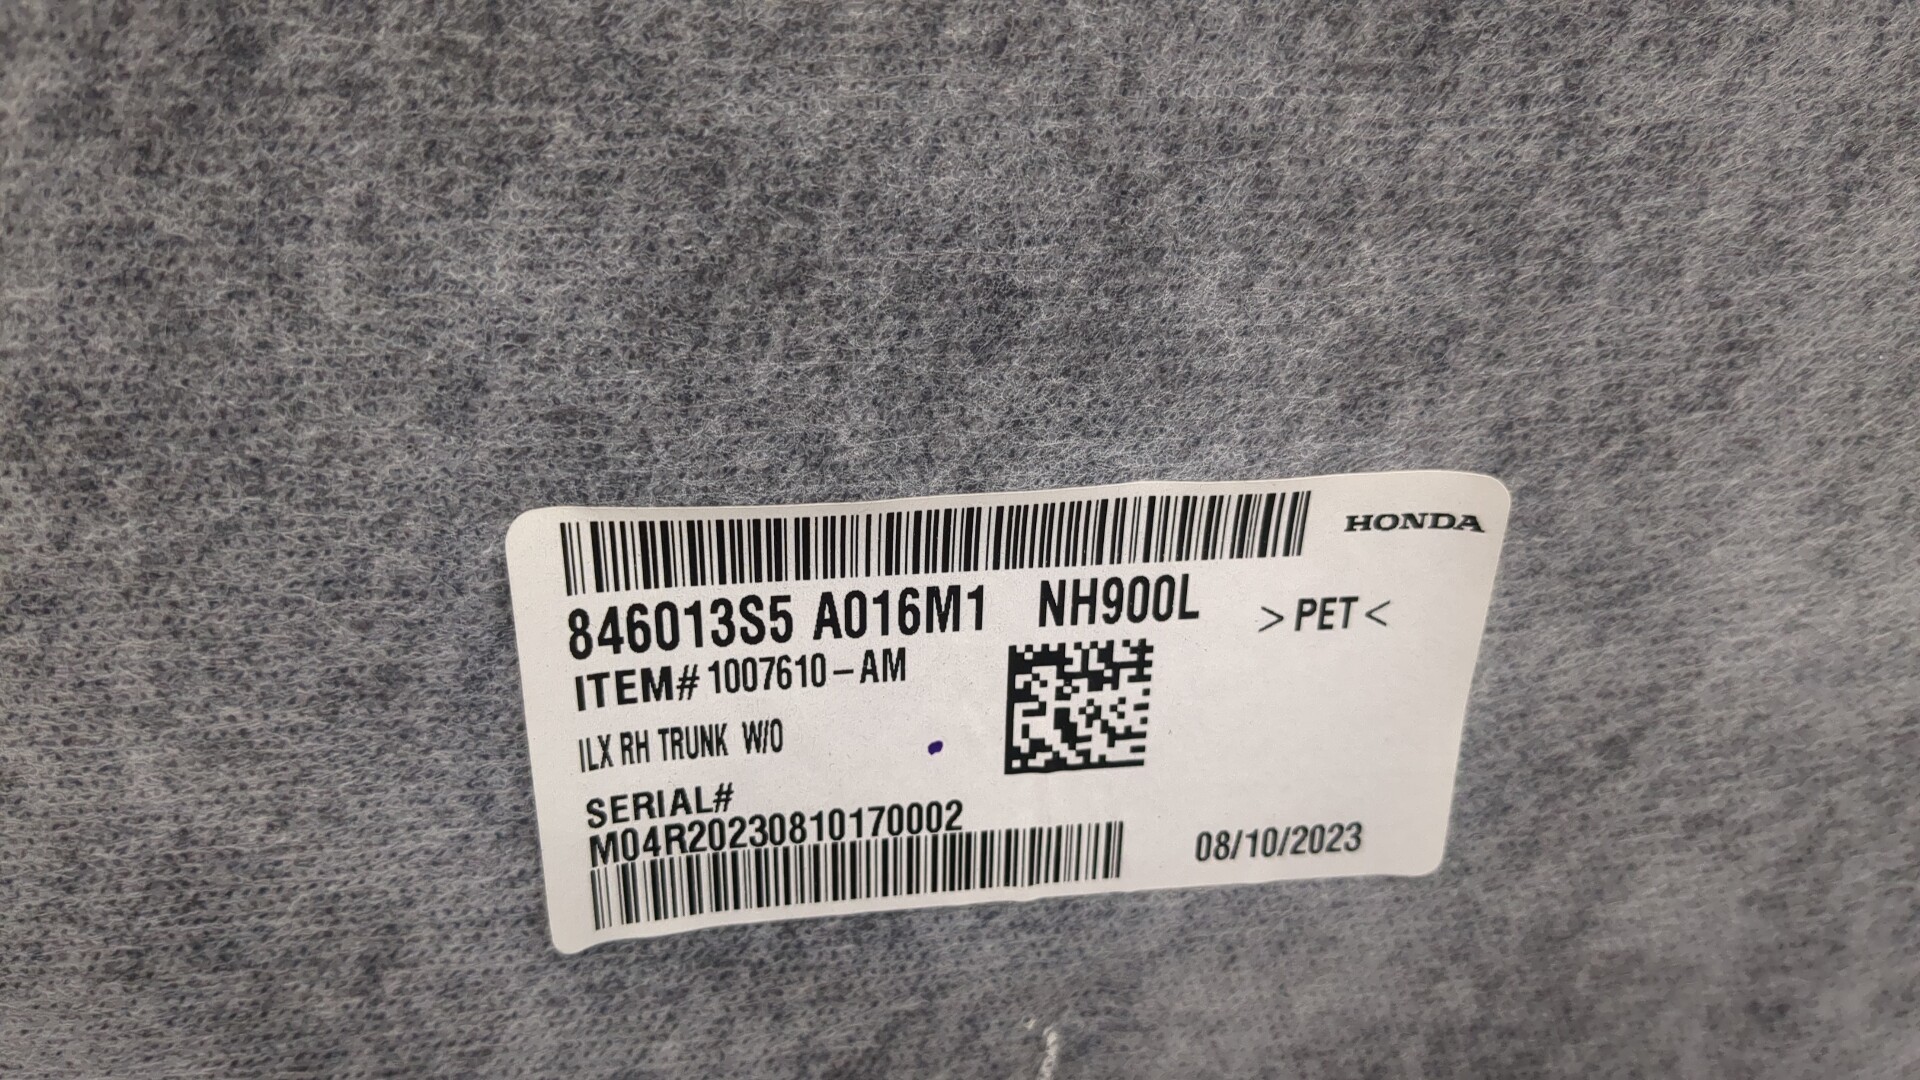 HONDA
846013S5 A016M1 NH900L >PET<
ITEM# 1007610-AM
ILX RH TRUNK W/O
SERIAL#
M04R20230810170002
08/10/2023